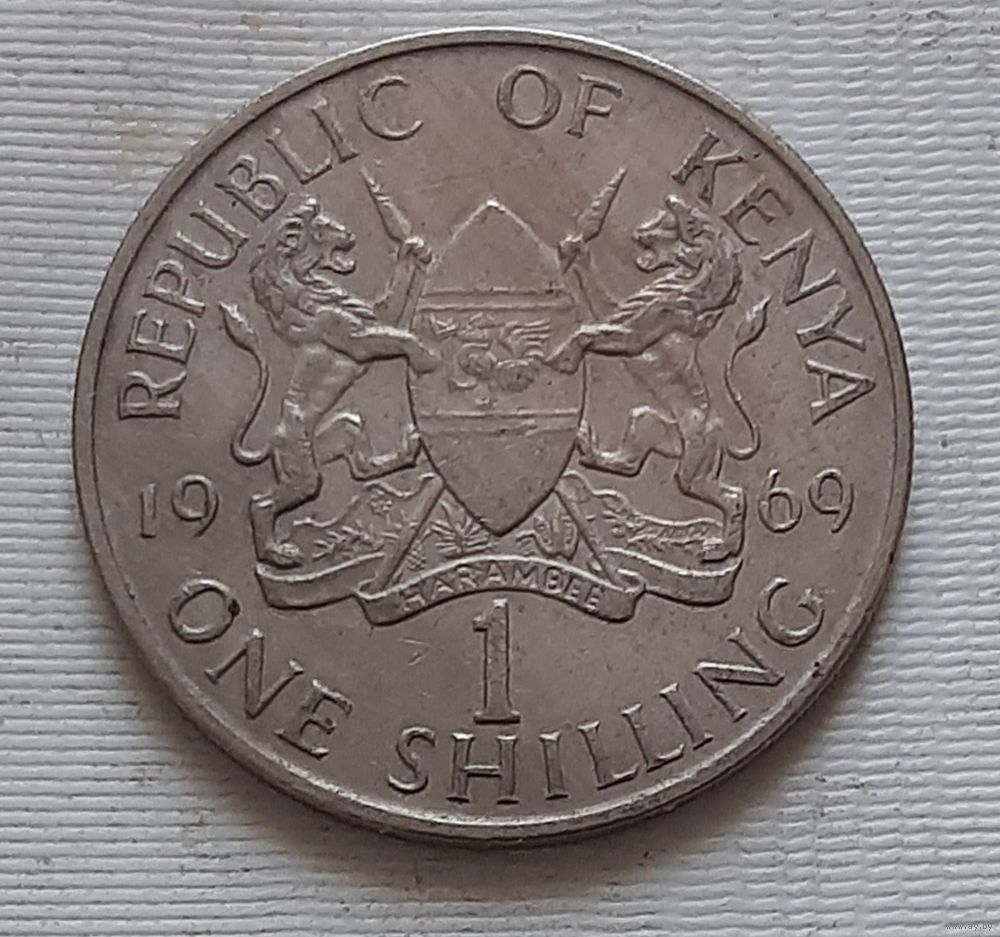 REPUBLIC OF KENYA
19 69
HARAMBEE
1
ONE SHILLING
www.ay.by